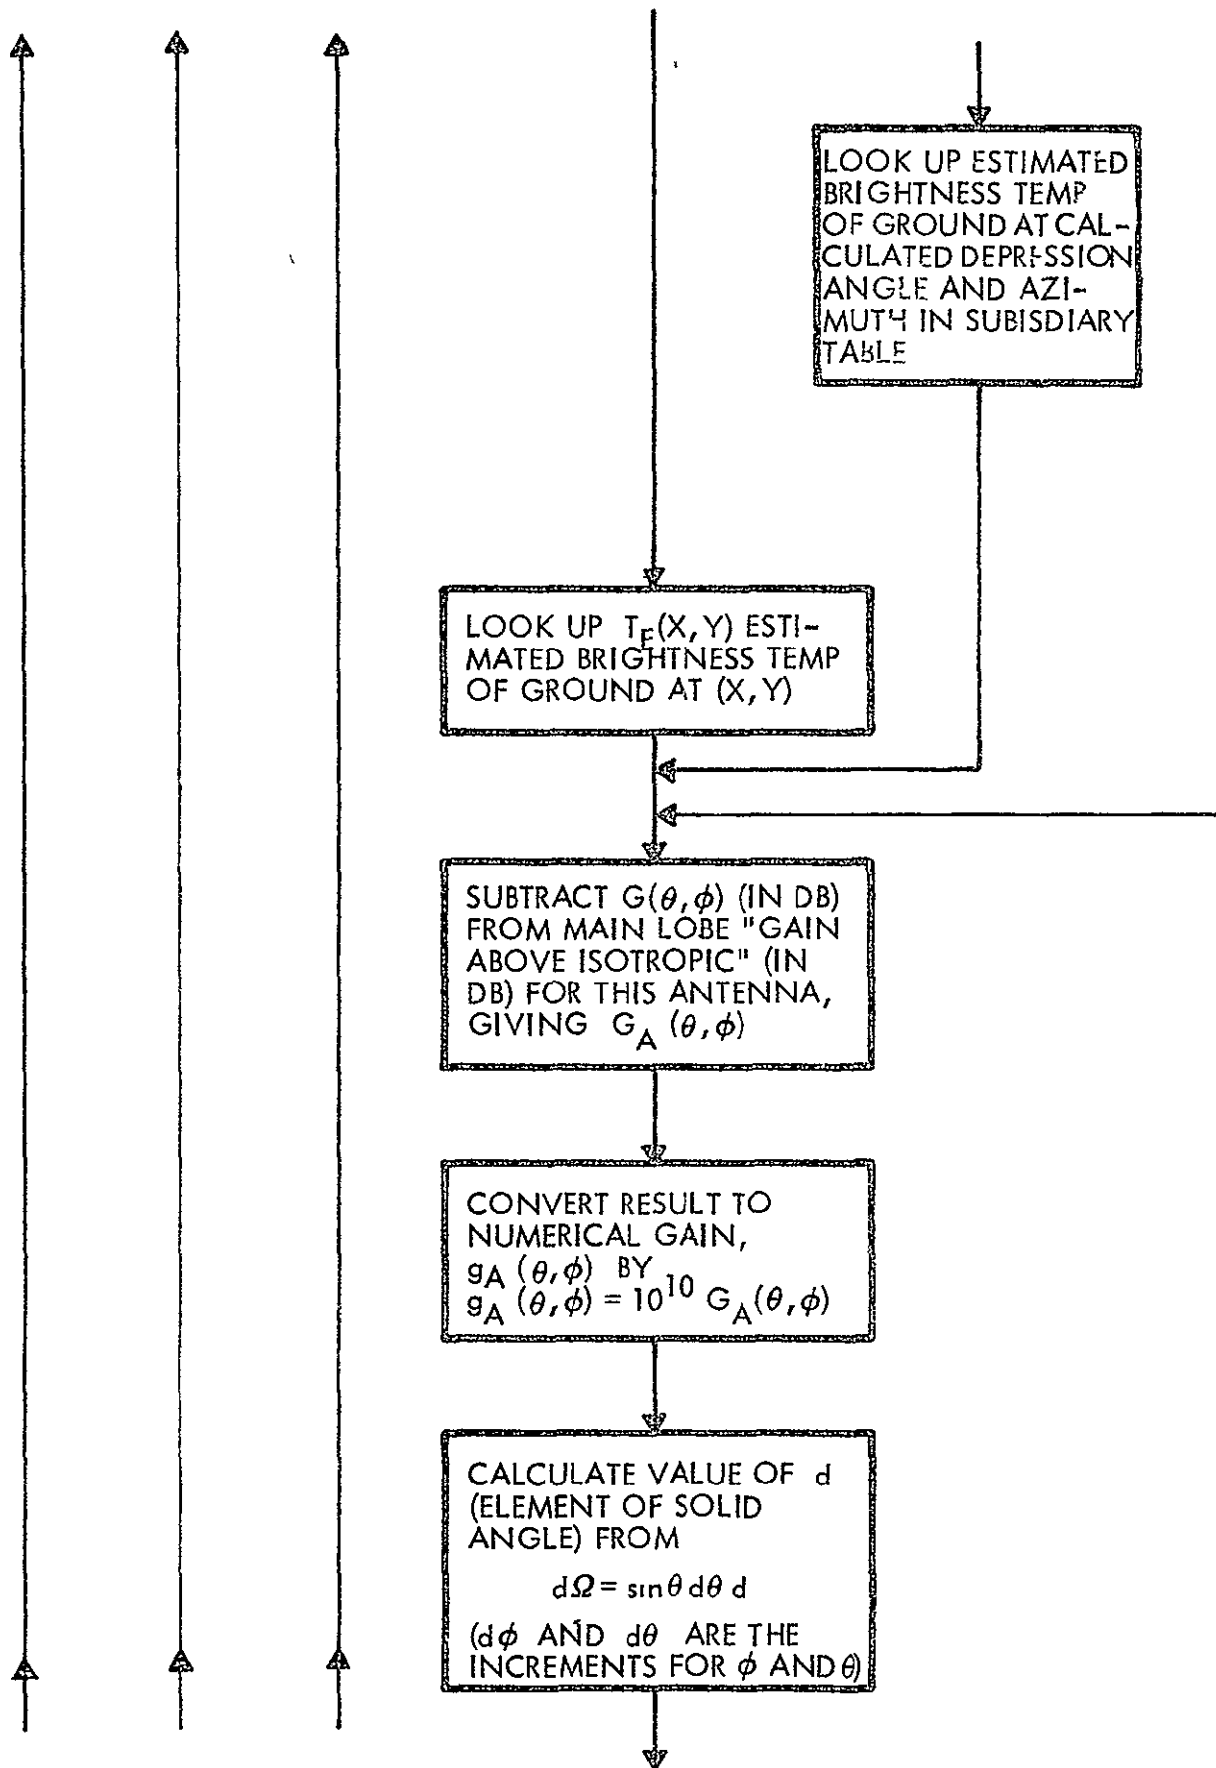 LOOK UP ESTIMATED
BRIGHTNESS TEMP
OF GROUND AT CAL-
CULATED DEPRESSION
ANGLE AND AZI-
MUTH IN SUBISDIARY
TABLE
LOOK UP T_E(X,Y) ESTI-
MATED BRIGHTNESS TEMP
OF GROUND AT (X,Y)
SUBTRACT G(θ,ϕ) (IN DB)
FROM MAIN LOBE "GAIN
ABOVE ISOTROPIC" (IN
DB) FOR THIS ANTENNA,
GIVING G_A (θ,ϕ)
CONVERT RESULT TO
NUMERICAL GAIN,
g_A (θ,ϕ) BY
g_A (θ,ϕ) = 10^10 G_A(θ,ϕ)
CALCULATE VALUE OF d
(ELEMENT OF SOLID
ANGLE) FROM
dΩ = sinθ dθ d
(dϕ AND dθ ARE THE
INCREMENTS FOR ϕ AND θ)